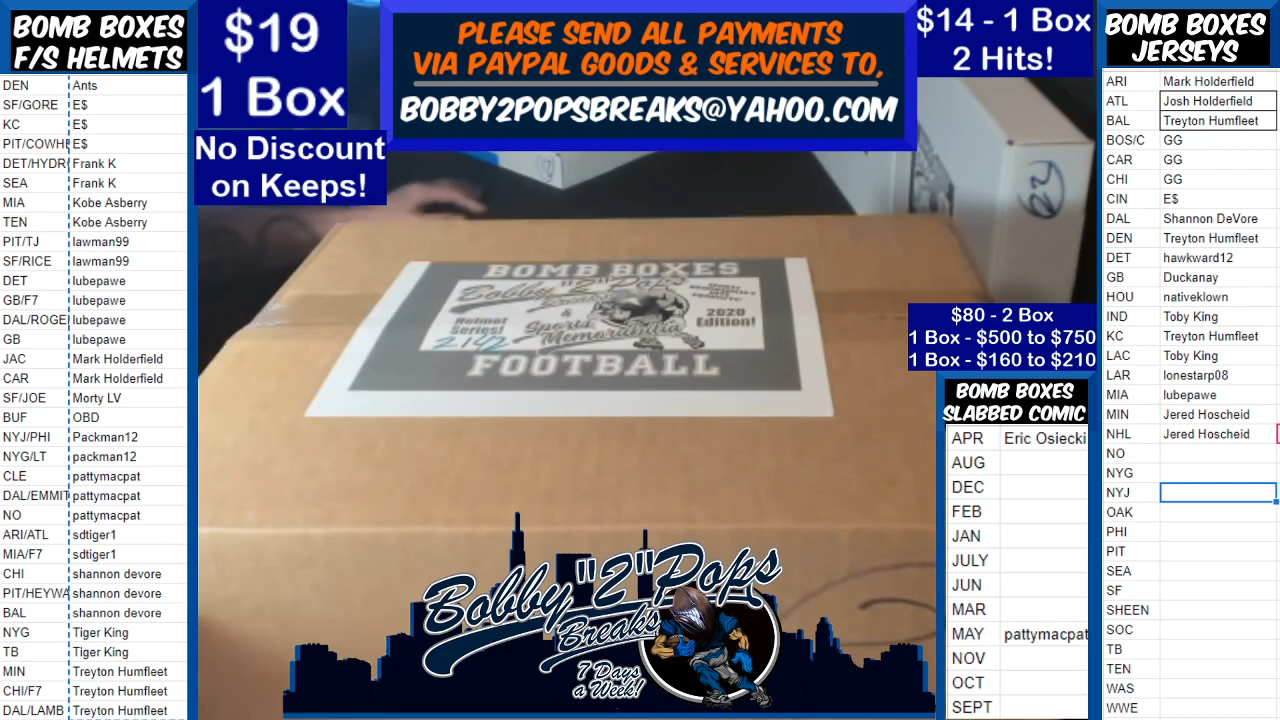 BOMB BOXES
F/S HELMETS
DEN Ants
SF/GORE E$
KC E$
PIT/COWH E$
DET/HYDR Frank K
SEA Frank K
MIA Kobe Asberry
TEN Kobe Asberry
PIT/TJ lawman99
SF/RICE lawman99
DET lubepawe
GB/F7 lubepawe
DAL/ROGE lubepawe
GB lubepawe
JAC Mark Holderfield
CAR Mark Holderfield
SF/JOE Morty LV
BUF OBD
NYJ/PHI Packman12
NYG/LT packman12
CLE pattymacpat
DAL/EMMIT pattymacpat
NO pattymacpat
ARI/ATL sdtiger1
MIA/F7 sdtiger1
CHI shannon devore
PIT/HEYWA shannon devore
BAL shannon devore
NYG Tiger King
TB Tiger King
MIN Treyton Humfleet
CHI/F7 Treyton Humfleet
DAL/LAMB Treyton Humfleet
$19
1 Box
No Discount
on Keeps!
PLEASE SEND ALL PAYMENTS
VIA PAYPAL GOODS & SERVICES TO,
BOBBY2POPSBREAKS@YAHOO.COM
$14 - 1 Box
2 Hits!
BOMB BOXES
Bobby "2" Pops
&
Sports
Memorabilia
Helmet
Series!
2142
2020
Edition!
FOOTBALL
$80 - 2 Box
1 Box - $500 to $750
1 Box - $160 to $210
BOMB BOXES
SLABBED COMIC
APR Eric Osiecki
AUG
DEC
FEB
JAN
JULY
JUN
MAR
MAY pattymacpat
NOV
OCT
SEPT
Bobby "2" Pops
Breaks
7 Days
a Week!
BOMB BOXES
JERSEYS
ARI Mark Holderfield
ATL Josh Holderfield
BAL Treyton Humfleet
BOS/C GG
CAR GG
CHI GG
CIN E$
DAL Shannon DeVore
DEN Treyton Humfleet
DET hawkward12
GB Duckanay
HOU nativeklown
IND Toby King
KC Treyton Humfleet
LAC Toby King
LAR lonestarp08
MIA lubepawe
MIN Jered Hoscheid
NHL Jered Hoscheid
NO
NYG
NYJ
OAK
PHI
PIT
SEA
SF
SHEEN
SOC
TB
TEN
WAS
WWE